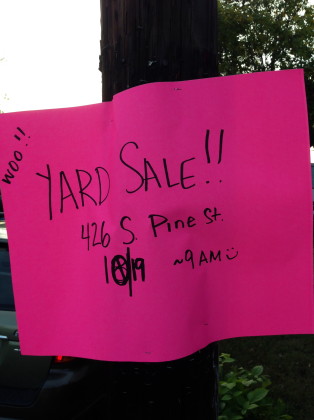 WOO!!
YARD SALE!!
426 S. Pine St.
~9AM